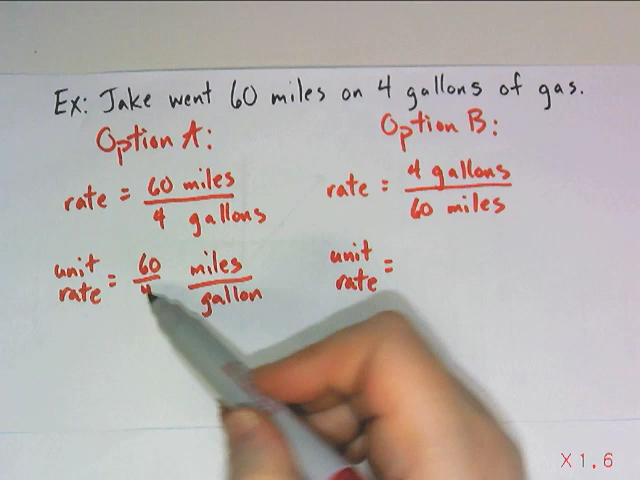 Ex: Jake went 60 miles on 4 gallons of gas.
Option A:
rate = 60 miles
4 gallons
unit rate = 60 miles
4 gallon
Option B:
rate = 4 gallons
60 miles
unit rate =
X1.6